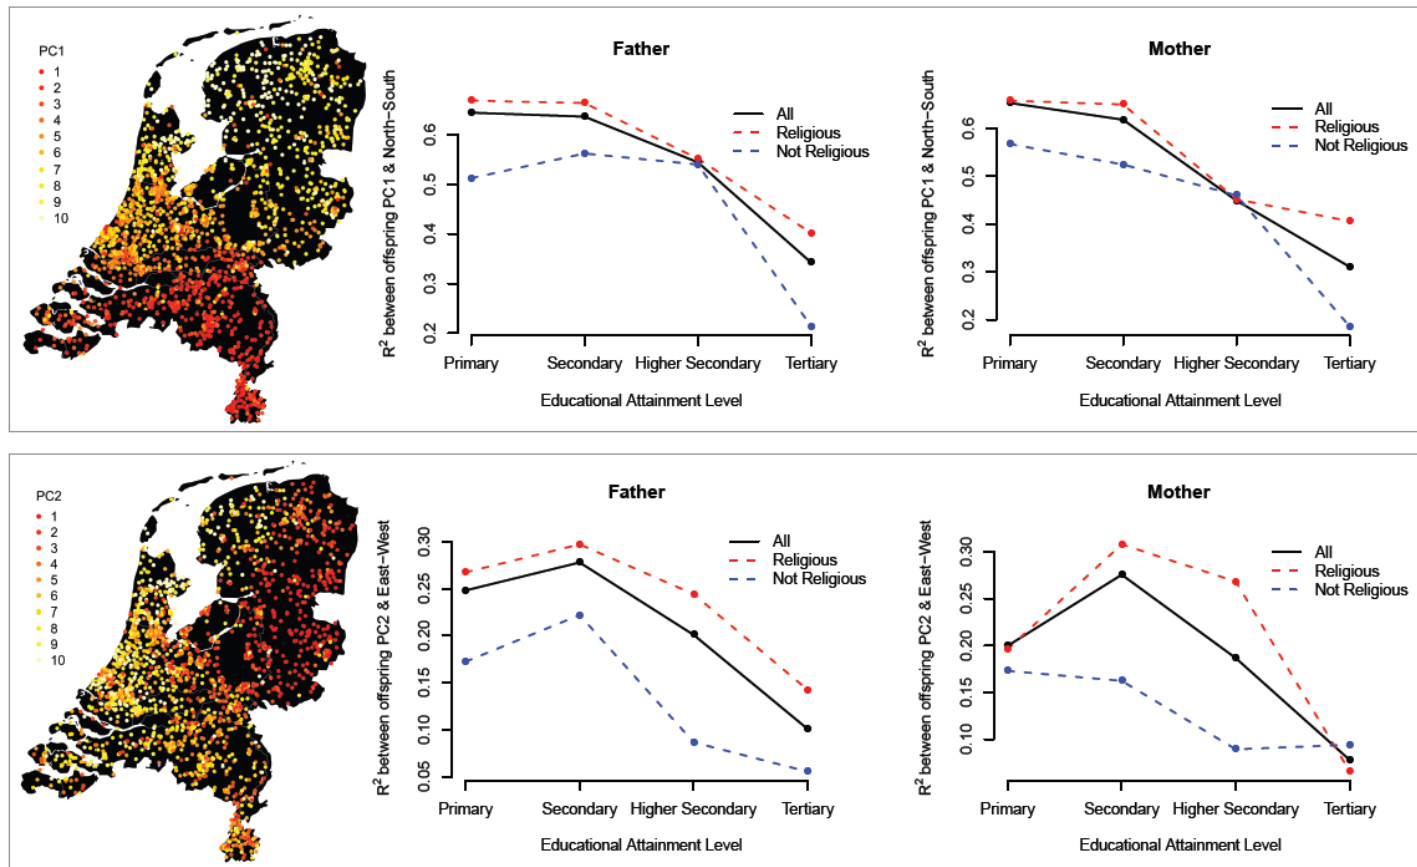 PC1
1
2
3
4
5
6
7
8
9
10
Father
R² between offspring PC1 & North−South
0.6
0.5
0.4
0.3
0.2
All
Religious
Not Religious
Primary Secondary Higher Secondary Tertiary
Educational Attainment Level
Mother
R² between offspring PC1 & North−South
0.6
0.5
0.4
0.3
0.2
All
Religious
Not Religious
Primary Secondary Higher Secondary Tertiary
Educational Attainment Level
PC2
1
2
3
4
5
6
7
8
9
10
Father
R² between offspring PC2 & East−West
0.30
0.25
0.20
0.15
0.10
0.05
All
Religious
Not Religious
Primary Secondary Higher Secondary Tertiary
Educational Attainment Level
Mother
R² between offspring PC2 & East−West
0.30
0.25
0.20
0.15
0.10
All
Religious
Not Religious
Primary Secondary Higher Secondary Tertiary
Educational Attainment Level